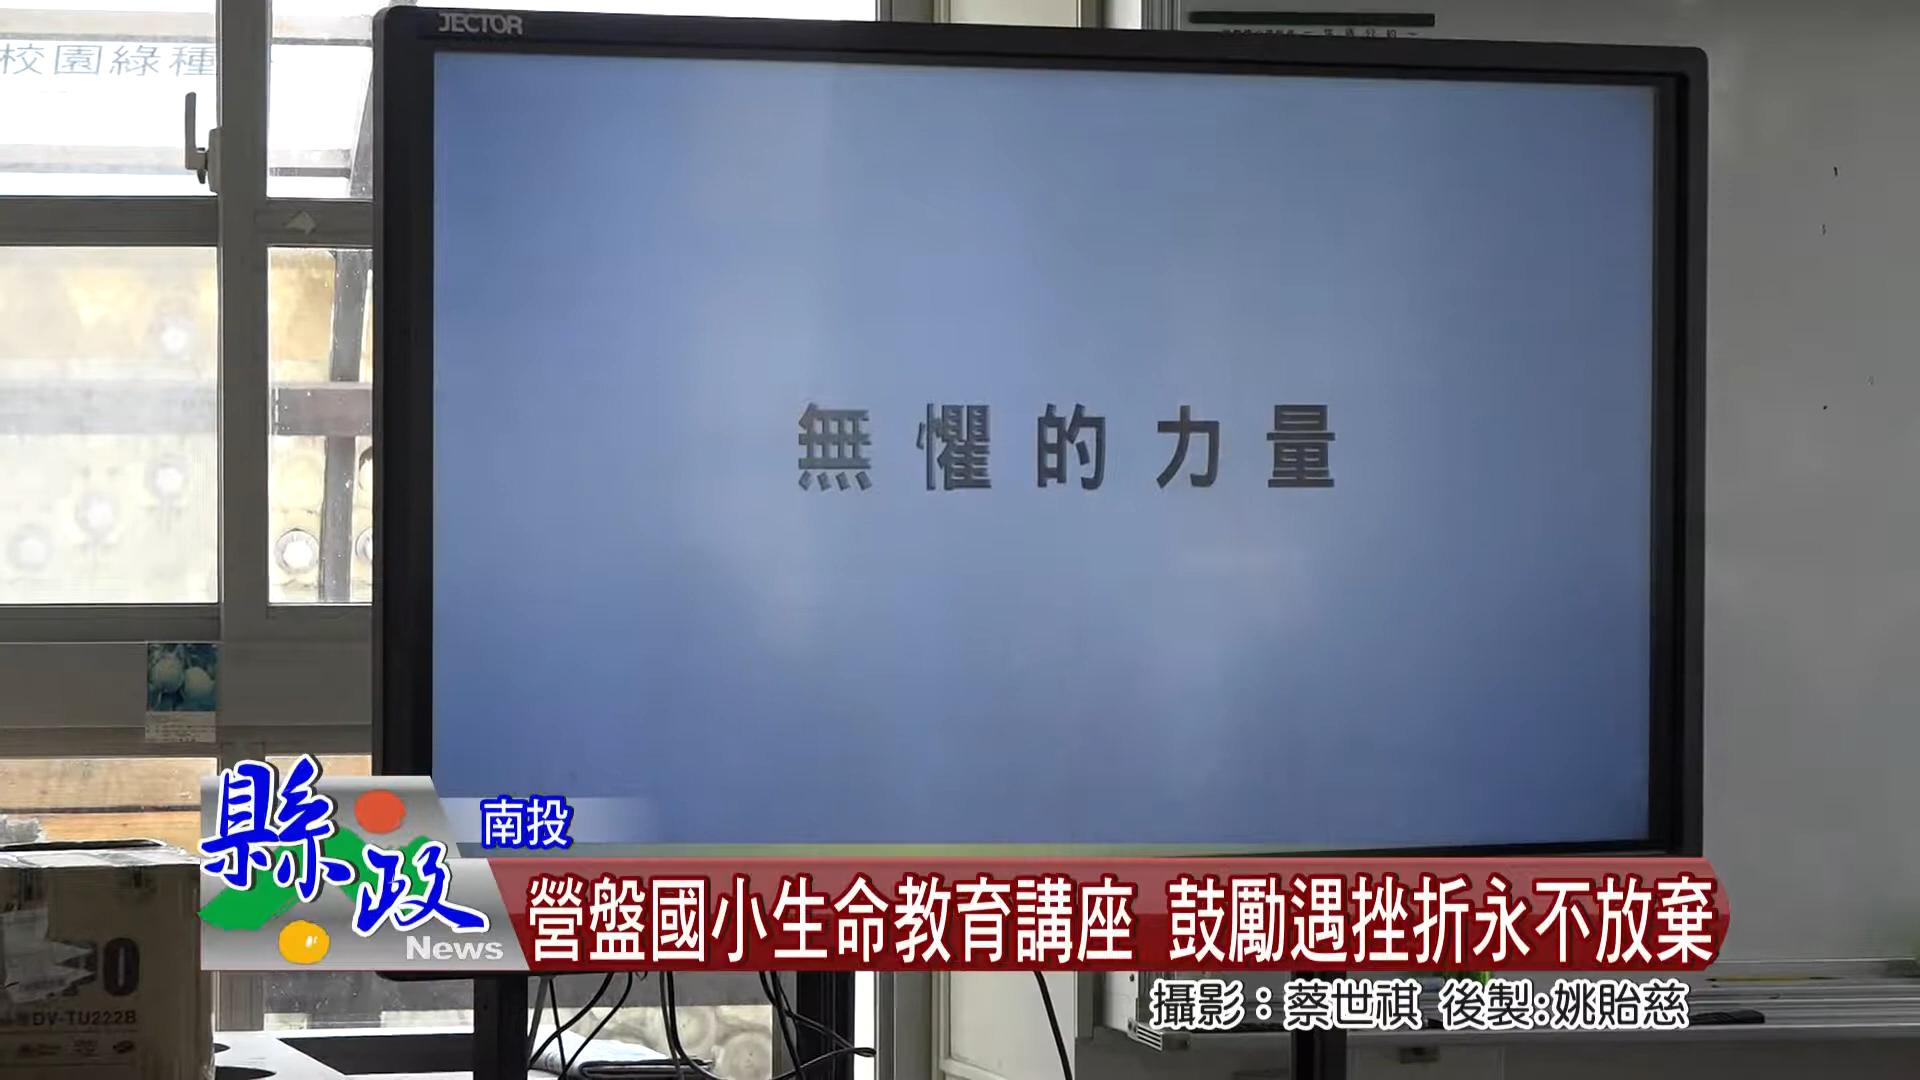 JECTOR
校園綠種
無懼的力量
南投
縣政
News
營盤國小生命教育講座 鼓勵遇挫折永不放棄
攝影：蔡世祺 後製:姚貽慈
DV-TU222B